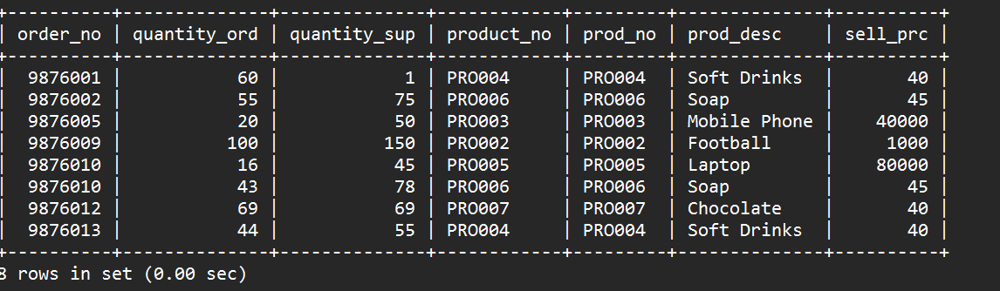 +----------+--------------+--------------+------------+---------+--------------+----------+
| order_no | quantity_ord | quantity_sup | product_no | prod_no | prod_desc    | sell_prc |
+----------+--------------+--------------+------------+---------+--------------+----------+
|  9876001 |           60 |            1 | PRO004     | PRO004  | Soft Drinks  |       40 |
|  9876002 |           55 |           75 | PRO006     | PRO006  | Soap         |       45 |
|  9876005 |           20 |           50 | PRO003     | PRO003  | Mobile Phone |    40000 |
|  9876009 |          100 |          150 | PRO002     | PRO002  | Football     |     1000 |
|  9876010 |           16 |           45 | PRO005     | PRO005  | Laptop       |    80000 |
|  9876010 |           43 |           78 | PRO006     | PRO006  | Soap         |       45 |
|  9876012 |           69 |           69 | PRO007     | PRO007  | Chocolate    |       40 |
|  9876013 |           44 |           55 | PRO004     | PRO004  | Soft Drinks  |       40 |
+----------+--------------+--------------+------------+---------+--------------+----------+
8 rows in set (0.00 sec)